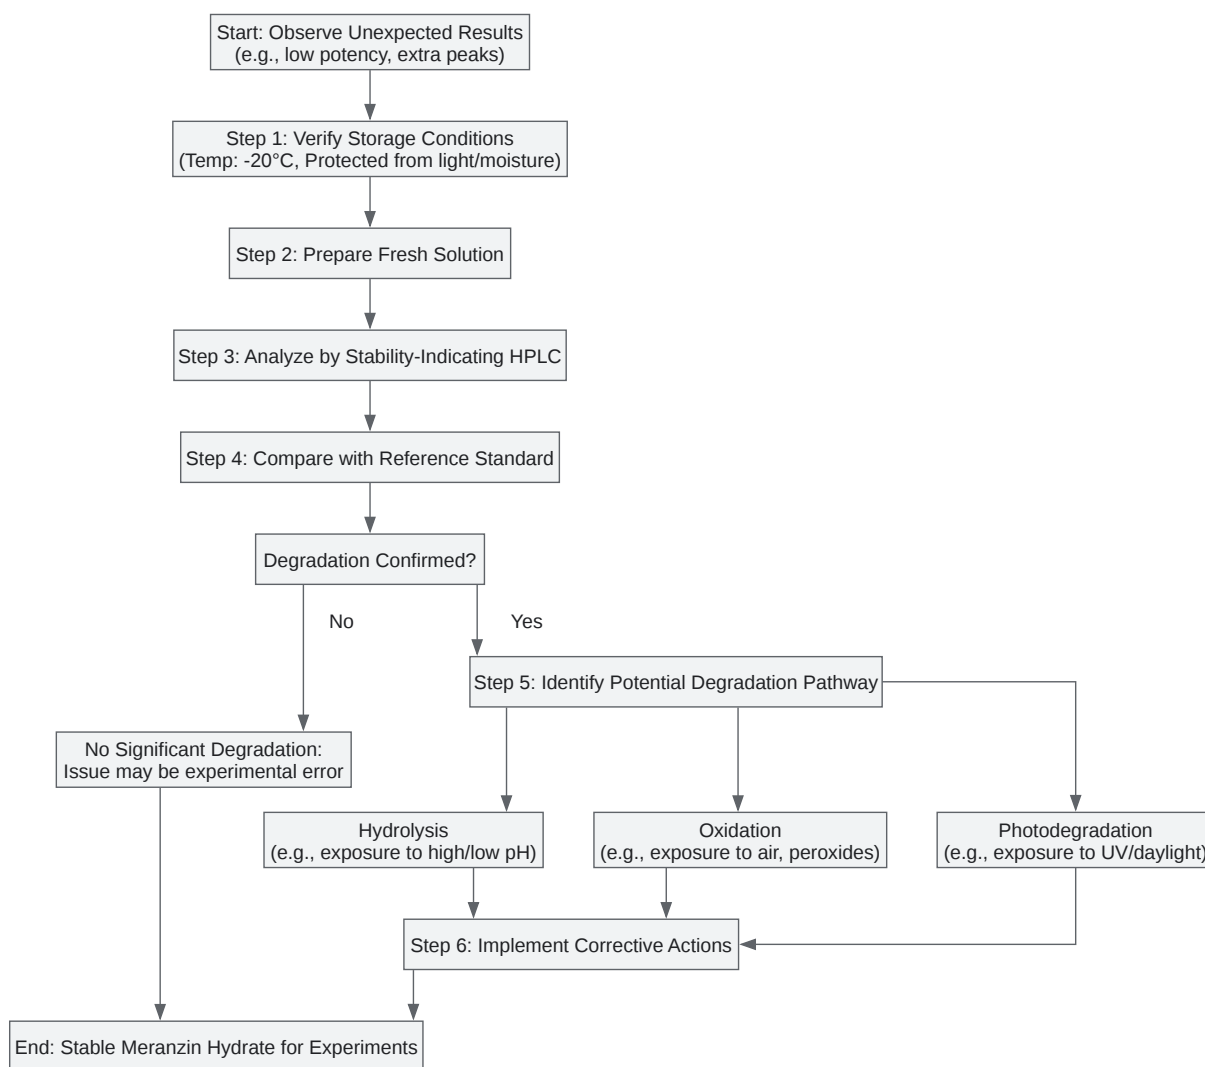 Start: Observe Unexpected Results
(e.g., low potency, extra peaks)
Step 1: Verify Storage Conditions
(Temp: -20°C, Protected from light/moisture)
Step 2: Prepare Fresh Solution
Step 3: Analyze by Stability-Indicating HPLC
Step 4: Compare with Reference Standard
Degradation Confirmed?
No
Yes
Step 5: Identify Potential Degradation Pathway
No Significant Degradation:
Issue may be experimental error
Hydrolysis
(e.g., exposure to high/low pH)
Oxidation
(e.g., exposure to air, peroxides)
Photodegradation
(e.g., exposure to UV/daylight)
Step 6: Implement Corrective Actions
End: Stable Meranzin Hydrate for Experiments